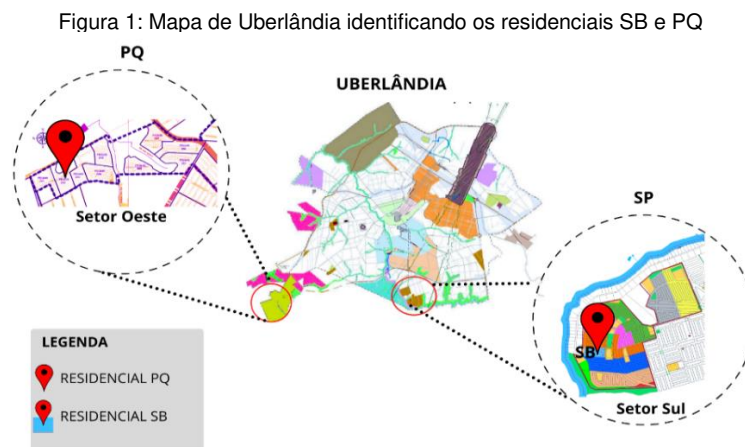 Figura 1: Mapa de Uberlândia identificando os residenciais SB e PQ
PQ
UBERLÂNDIA
Setor Oeste
SP
SB
Setor Sul
LEGENDA
RESIDENCIAL PQ
RESIDENCIAL SB